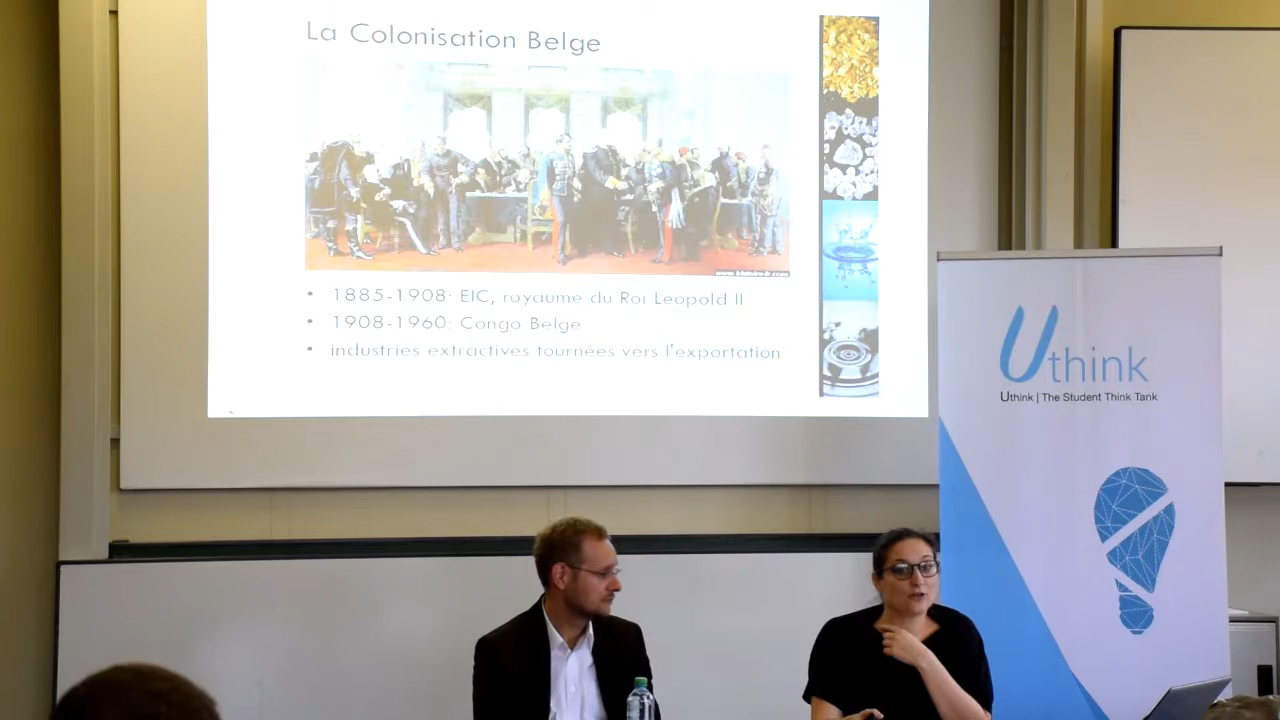 La Colonisation Belge
• 1885-1908: EIC, royaume du Roi Léopold II
• 1908-1960: Congo Belge
• industries extractives tournées vers l'exportation
Uthink
Uthink | The Student Think Tank